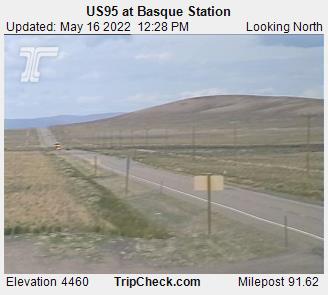 US95 at Basque Station
Updated: May 16 2022 12:28 PM Looking North
Elevation 4460 TripCheck.com Milepost 91.62